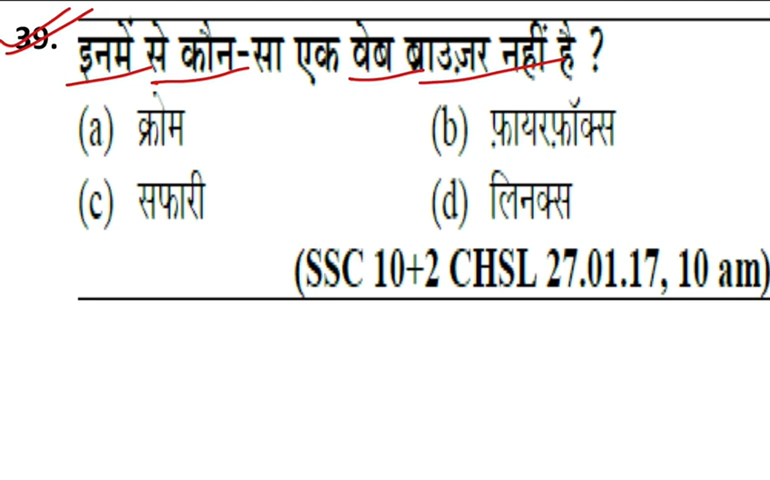 39. इनमें से कौन-सा एक वेब ब्राउज़र नहीं है ?
(a) क्रोम (b) फ़ायरफ़ॉक्स
(c) सफारी (d) लिनक्स
(SSC 10+2 CHSL 27.01.17, 10 am)